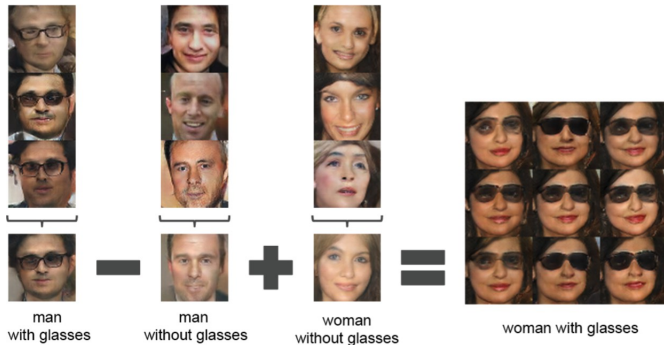 man
with glasses
man
without glasses
woman
without glasses
woman with glasses